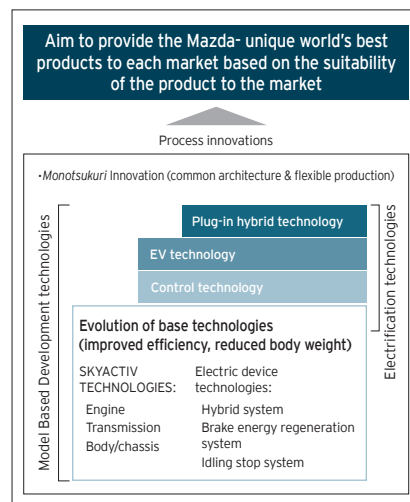 Aim to provide the Mazda- unique world's best
products to each market based on the suitability
of the product to the market
Process innovations
•Monotsukuri Innovation (common architecture & flexible production)
Model Based Development technologies
Electrification technologies
Plug-in hybrid technology
EV technology
Control technology
Evolution of base technologies
(improved efficiency, reduced body weight)
SKYACTIV
TECHNOLOGIES:
Engine
Transmission
Body/chassis
Electric device
technologies:
Hybrid system
Brake energy regeneration
system
Idling stop system